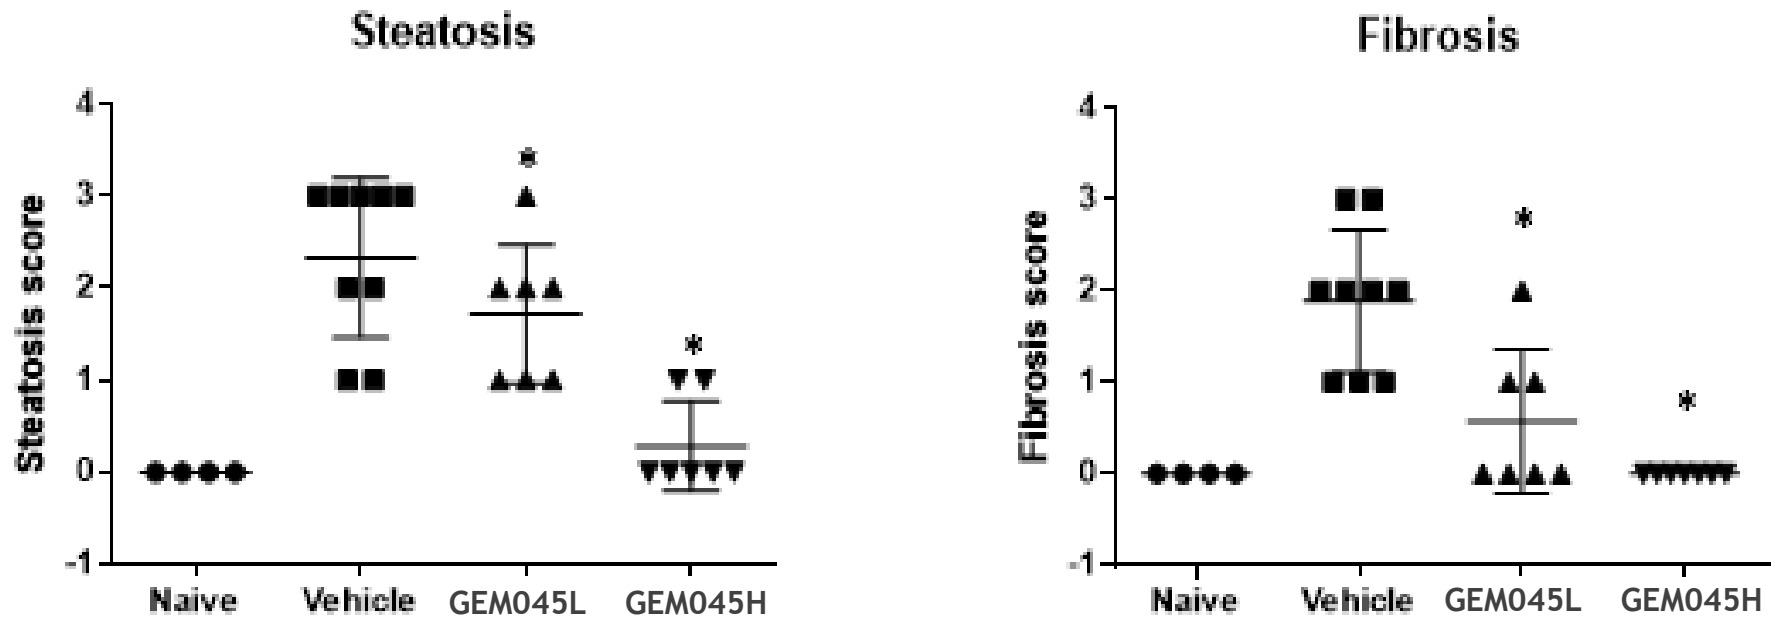 Steatosis
Steatosis score
4
3
2
1
0
-1
*
*
Naive Vehicle GEM045L GEM045H
Fibrosis
Fibrosis score
4
3
2
1
0
-1
*
*
Naive Vehicle GEM045L GEM045H